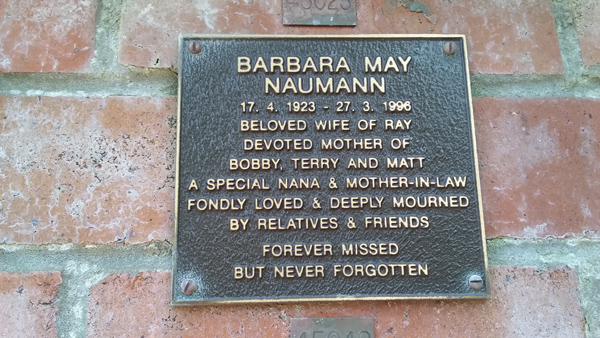 45023
BARBARA MAY
NAUMANN
17. 4. 1923 - 27. 3. 1996
BELOVED WIFE OF RAY
DEVOTED MOTHER OF
BOBBY, TERRY AND MATT
A SPECIAL NANA & MOTHER-IN-LAW
FONDLY LOVED & DEEPLY MOURNED
BY RELATIVES & FRIENDS
FOREVER MISSED
BUT NEVER FORGOTTEN